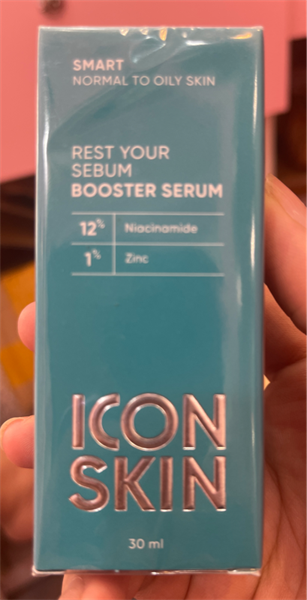 SMART
NORMAL TO OILY SKIN
REST YOUR
SEBUM
BOOSTER SERUM
12% Niacinamide
1% Zinc
ICON
SKIN
30 ml